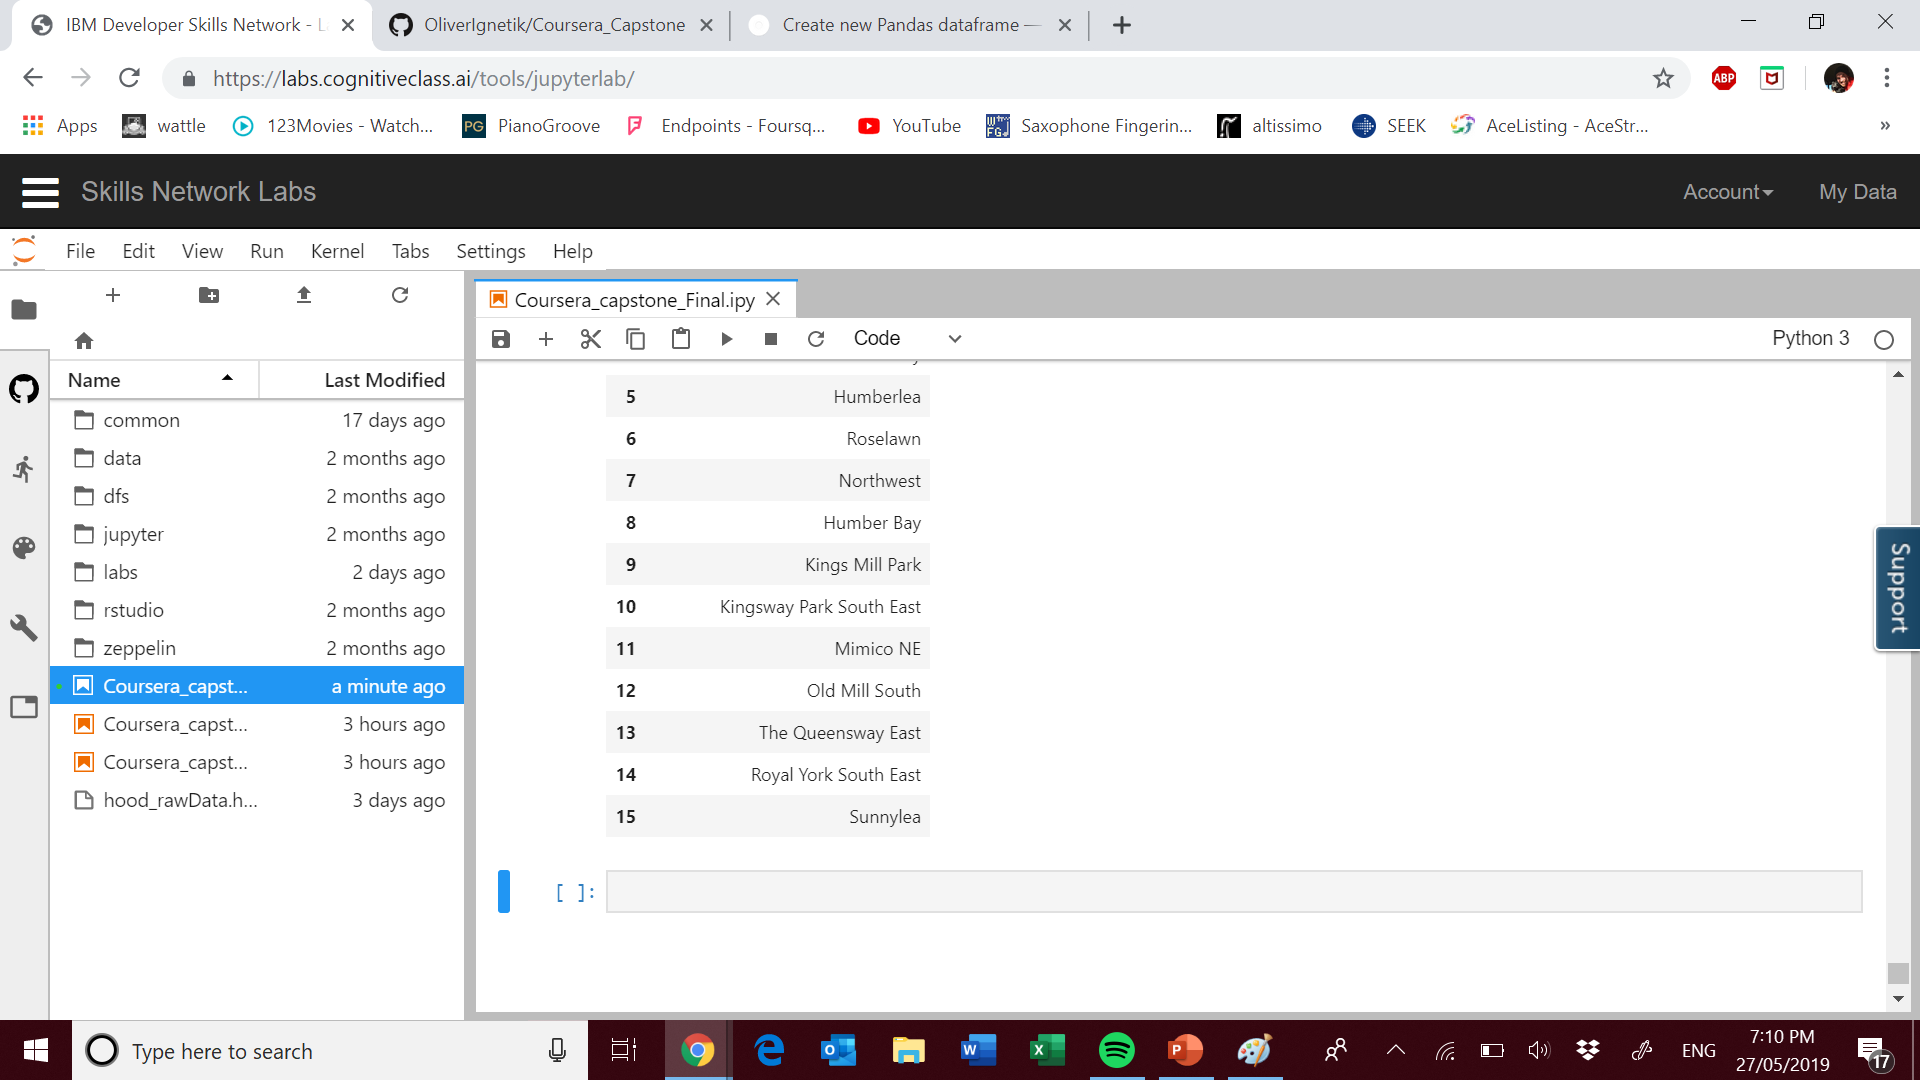 IBM Developer Skills Network - L
OliverIgnetik/Coursera_Capstone
Create new Pandas dataframe —
https://labs.cognitiveclass.ai/tools/jupyterlab/
ABP
Apps
wattle
123Movies - Watch...
PG PianoGroove
Endpoints - Foursq...
YouTube
Saxophone Fingerin...
altissimo
SEEK
AceListing - AceStr...
»
Skills Network Labs
Account
My Data
File Edit View Run Kernel Tabs Settings Help
Coursera_capstone_Final.ipy
Code
Python 3
Name Last Modified
common 17 days ago
data 2 months ago
dfs 2 months ago
jupyter 2 months ago
labs 2 days ago
rstudio 2 months ago
zeppelin 2 months ago
Coursera_capst... a minute ago
Coursera_capst... 3 hours ago
Coursera_capst... 3 hours ago
hood_rawData.h... 3 days ago
5 Humberlea
6 Roselawn
7 Northwest
8 Humber Bay
9 Kings Mill Park
10 Kingsway Park South East
11 Mimico NE
12 Old Mill South
13 The Queensway East
14 Royal York South East
15 Sunnylea
[ ]:
Support
Type here to search
ENG
7:10 PM
27/05/2019
17